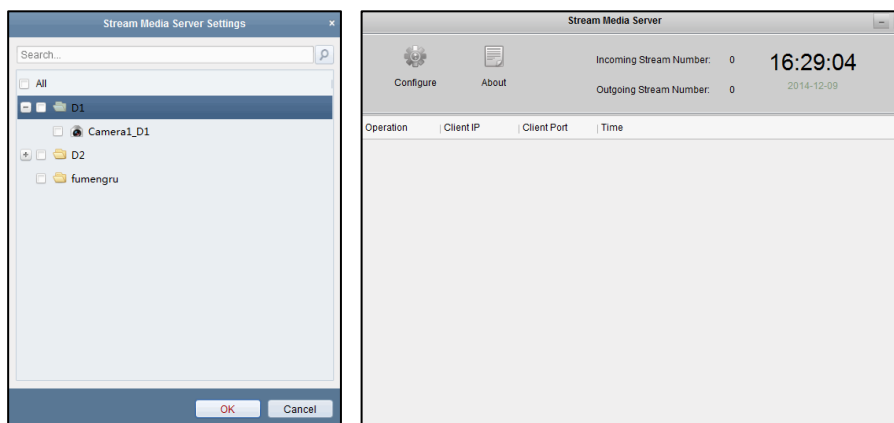 Stream Media Server Settings
Search...
All
D1
Camera1_D1
D2
fumengru
OK Cancel
Stream Media Server
Configure About
Incoming Stream Number: 0
Outgoing Stream Number: 0
16:29:04
2014-12-09
Operation Client IP Client Port Time